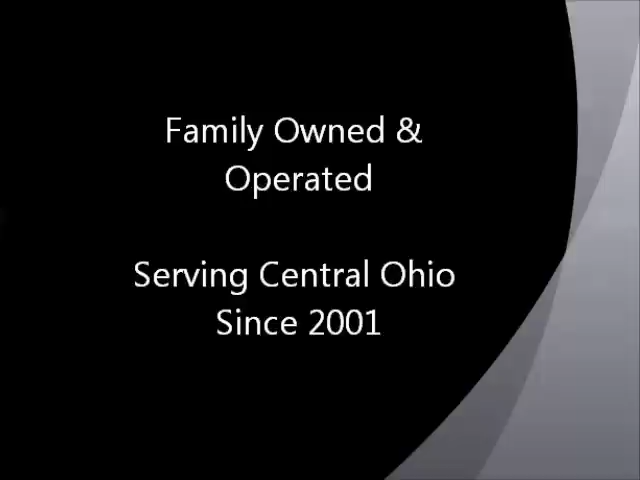 Family Owned &
Operated
Serving Central Ohio
Since 2001